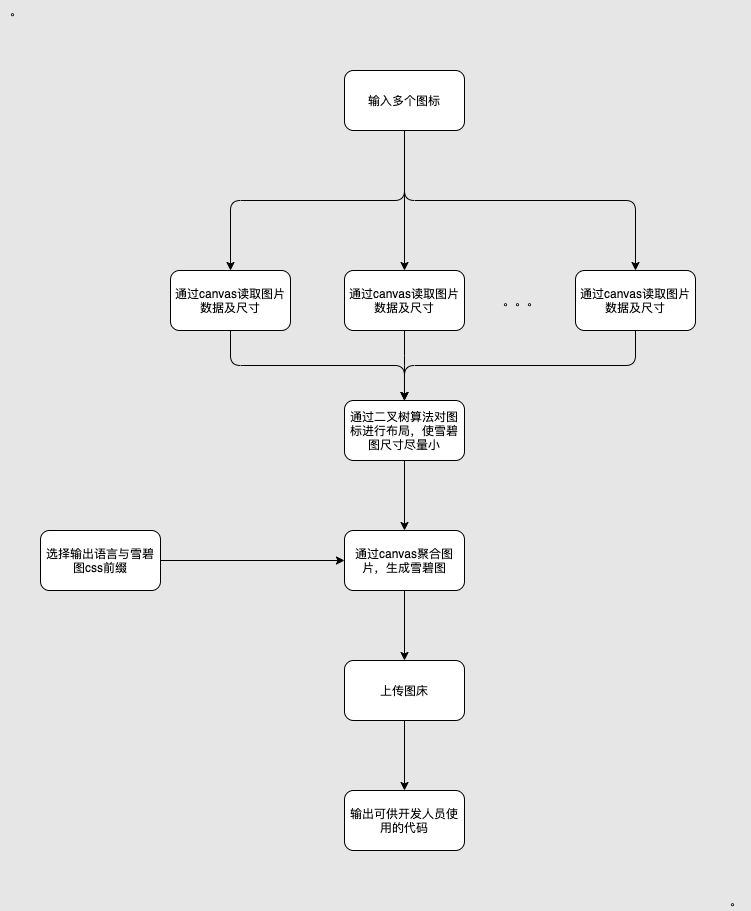 。
输入多个图标
通过canvas读取图片
数据及尺寸
通过canvas读取图片
数据及尺寸
。。。
通过canvas读取图片
数据及尺寸
通过二叉树算法对图
标进行布局，使雪碧
图尺寸尽量小
选择输出语言与雪碧
图css前缀
通过canvas聚合图
片，生成雪碧图
上传图床
输出可供开发人员使
用的代码
。